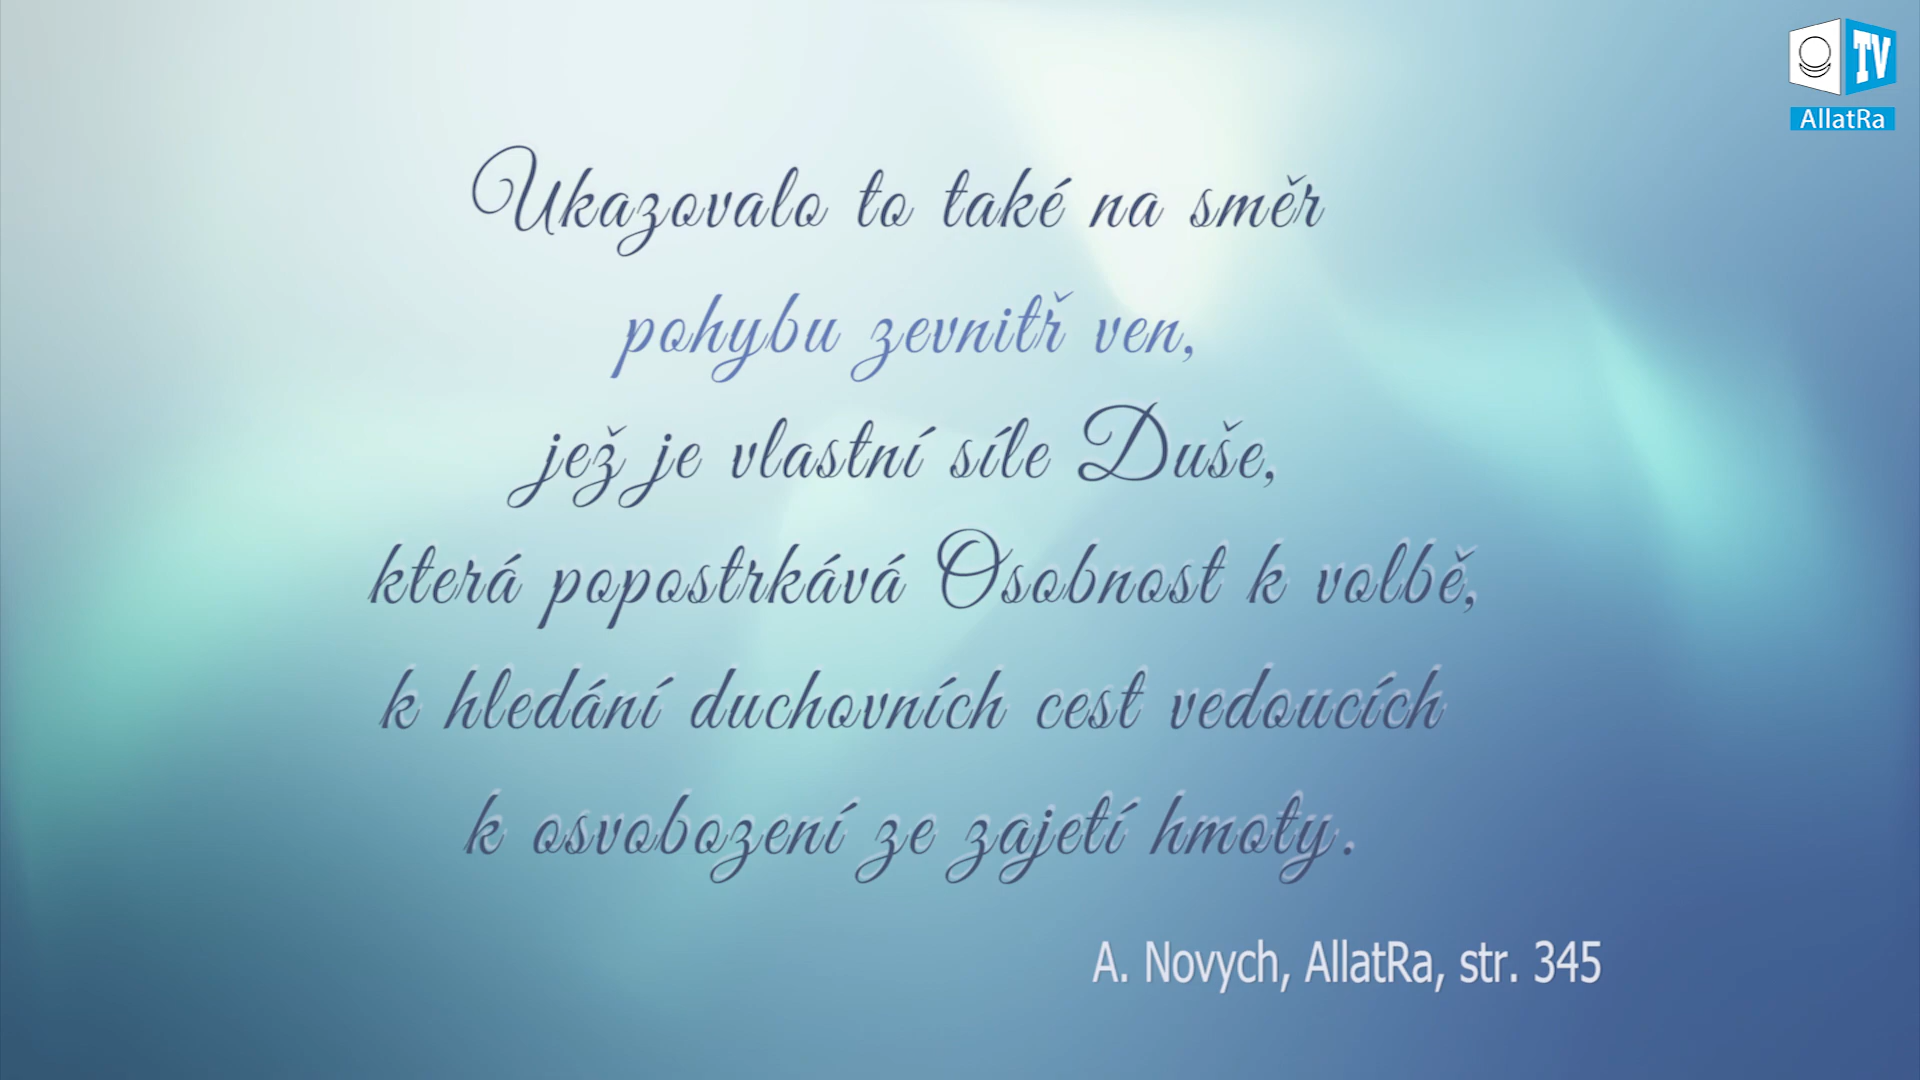 TV
AllatRa
Ukazovalo to také na směr
pohybu zevnitř ven,
jež je vlastní síle Duše,
která popostrkává Osobnost k volbě,
k hledání duchovních cest vedoucích
k osvobození ze zajetí hmoty.
A. Novych, AllatRa, str. 345